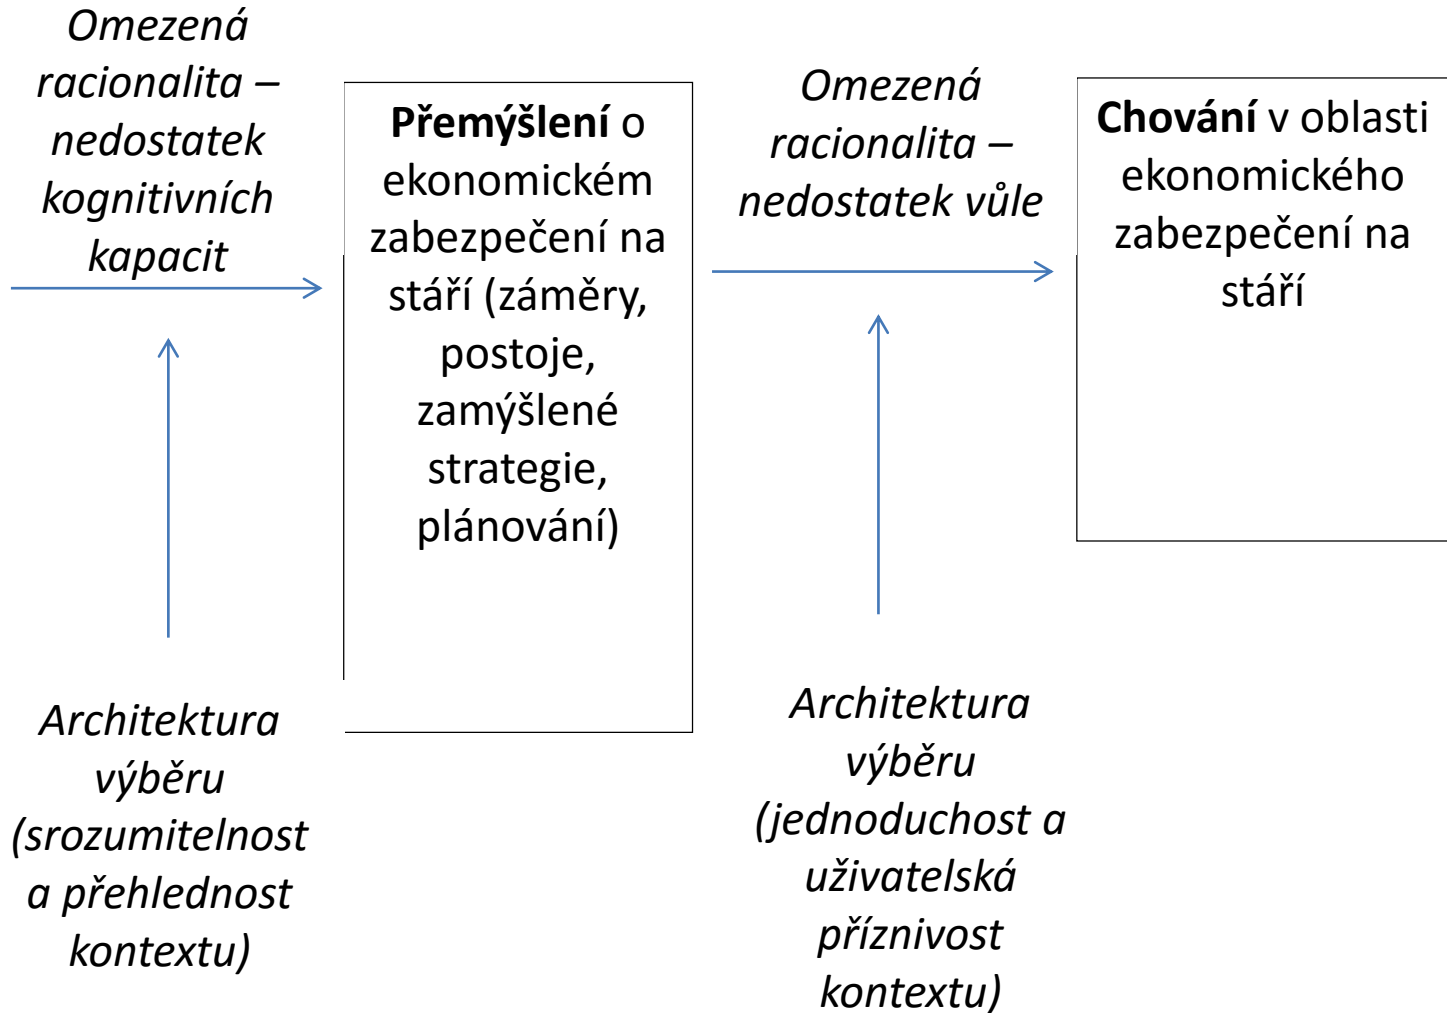 Omezená
racionalita –
nedostatek
kognitivních
kapacit
Přemýšlení o
ekonomickém
zabezpečení na
stáří (záměry,
postoje,
zamýšlené
strategie,
plánování)
Omezená
racionalita –
nedostatek vůle
Chování v oblasti
ekonomického
zabezpečení na
stáří
Architektura
výběru
(srozumitelnost
a přehlednost
kontextu)
Architektura
výběru
(jednoduchost a
uživatelská
příznivost
kontextu)